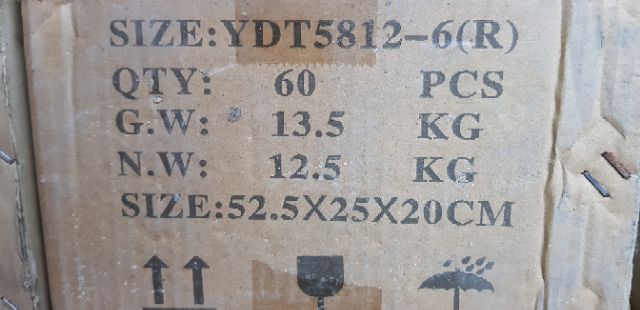 SIZE:YDT5812-6(R)
QTY: 60 PCS
G.W: 13.5 KG
N.W: 12.5 KG
SIZE:52.5X25X20CM